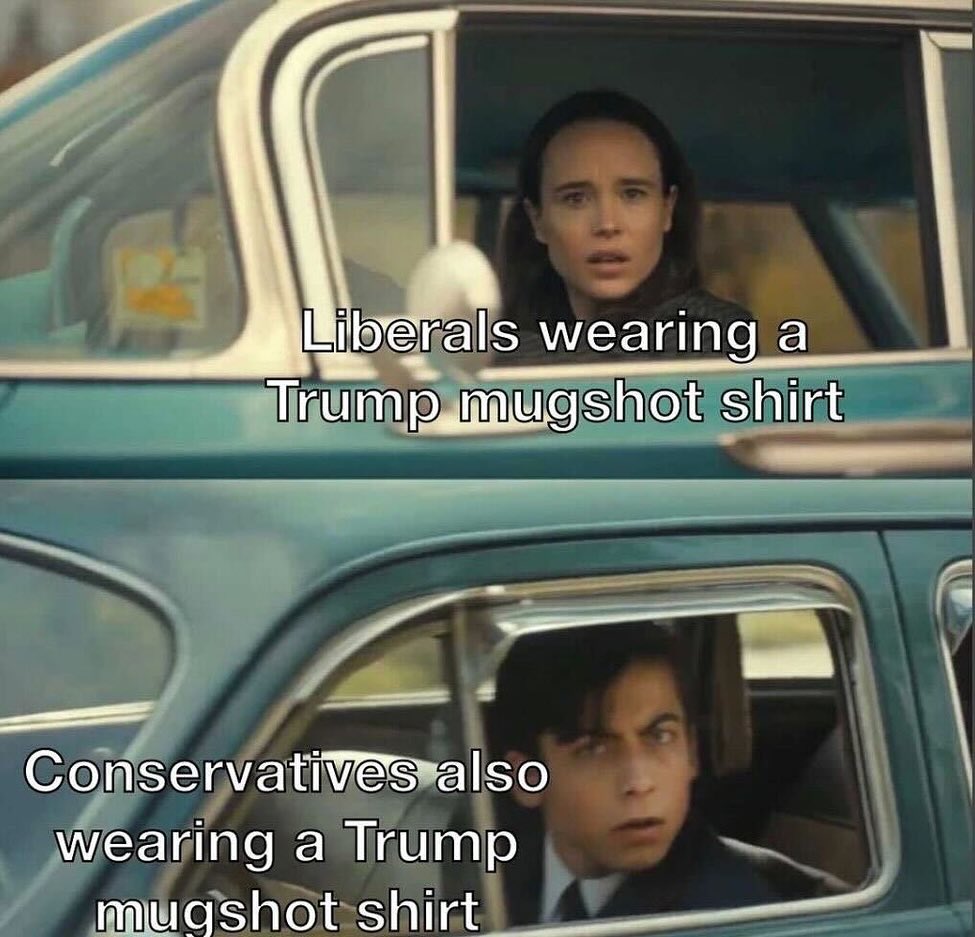 Liberals wearing a
Trump mugshot shirt
Conservatives also
wearing a Trump
mugshot shirt